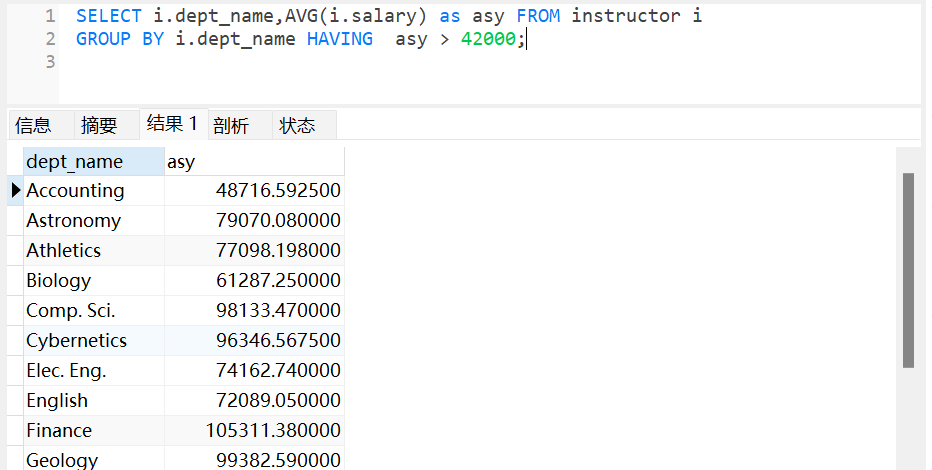 1 SELECT i.dept_name,AVG(i.salary) as asy FROM instructor i
2 GROUP BY i.dept_name HAVING  asy > 42000;
3
信息 摘要 结果 1 剖析 状态
dept_name asy
Accounting 48716.592500
Astronomy 79070.080000
Athletics 77098.198000
Biology 61287.250000
Comp. Sci. 98133.470000
Cybernetics 96346.567500
Elec. Eng. 74162.740000
English 72089.050000
Finance 105311.380000
Geology 99382.590000